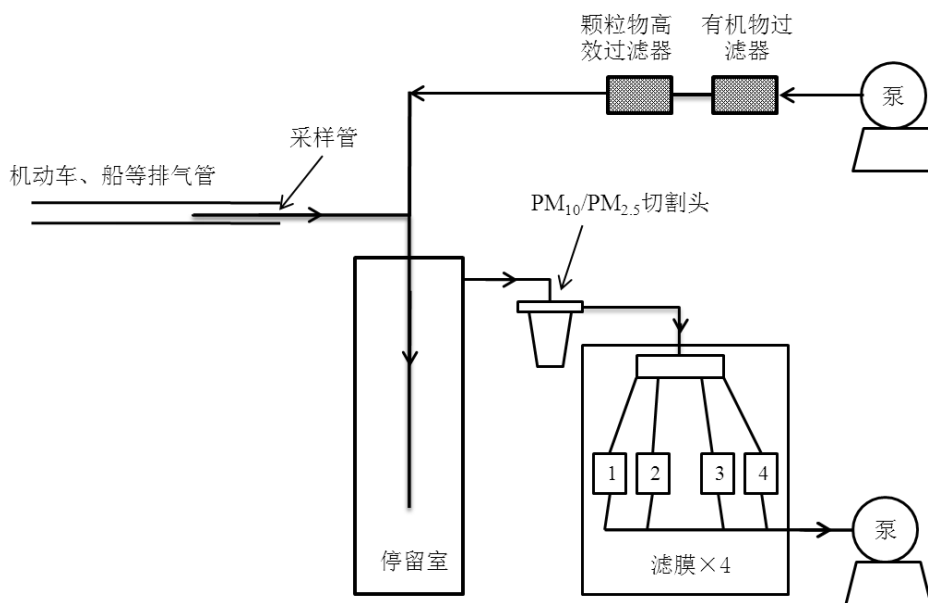 颗粒物高
效过滤器
有机物过
滤器
泵
采样管
机动车、船等排气管
PM₁₀/PM₂.₅切割头
1
2
3
4
泵
停留室
滤膜×4